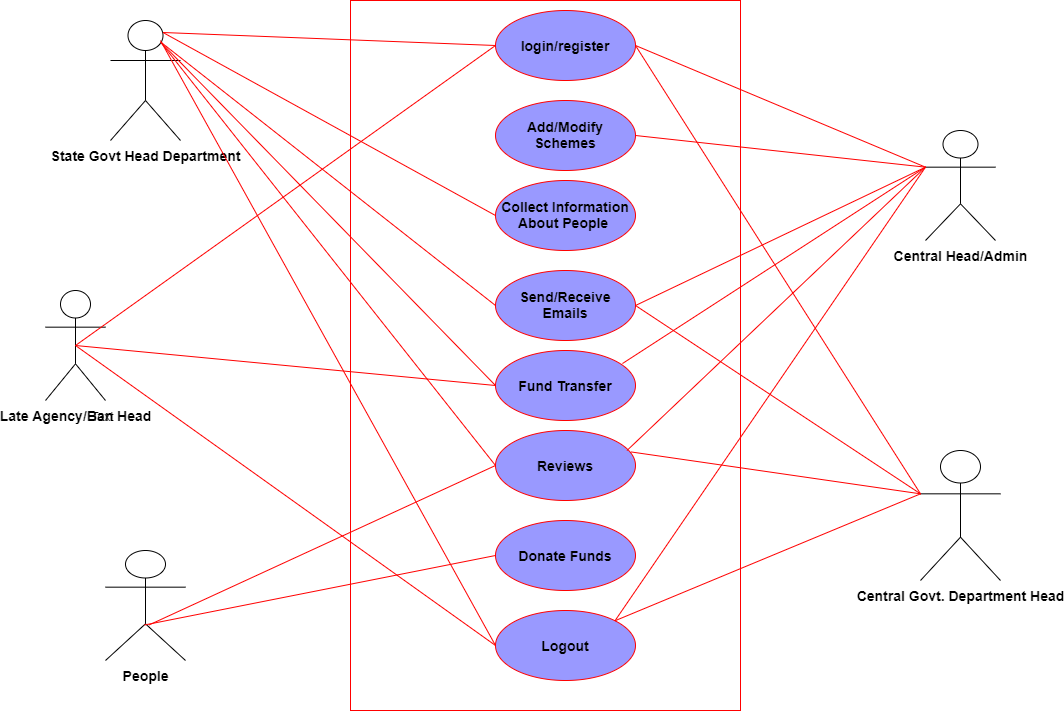 login/register
Add/Modify
Schemes
State Govt Head Department
Collect Information
About People
Central Head/Admin
Send/Receive
Emails
Fund Transfer
Late Agency/Bart Head
Reviews
Donate Funds
Central Govt. Department Head
Logout
People